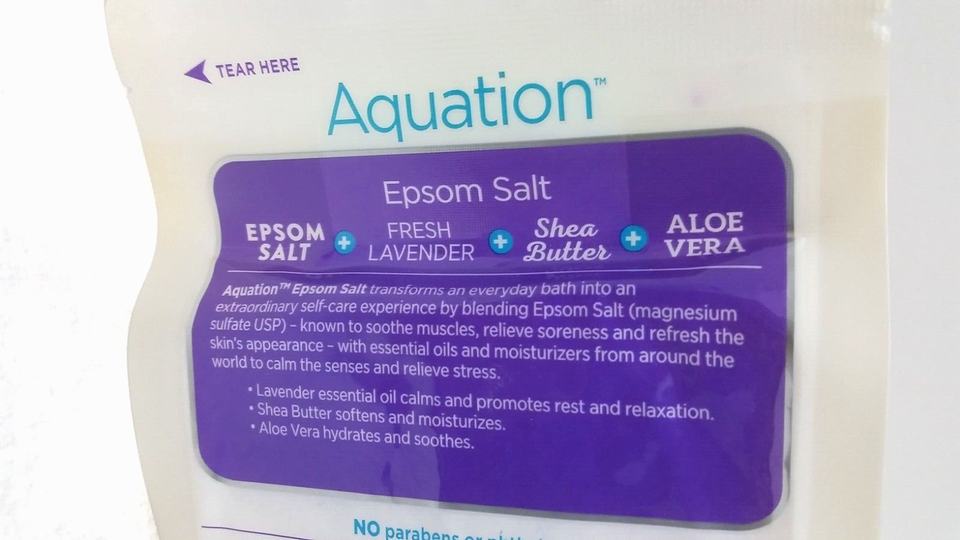 TEAR HERE
Aquation™
Epsom Salt
EPSOM SALT + FRESH LAVENDER + Shea Butter + ALOE VERA
Aquation™ Epsom Salt transforms an everyday bath into an
extraordinary self-care experience by blending Epsom Salt (magnesium
sulfate USP) – known to soothe muscles, relieve soreness and refresh the
skin's appearance – with essential oils and moisturizers from around the
world to calm the senses and relieve stress.
• Lavender essential oil calms and promotes rest and relaxation.
• Shea Butter softens and moisturizes.
• Aloe Vera hydrates and soothes.
NO parabens or